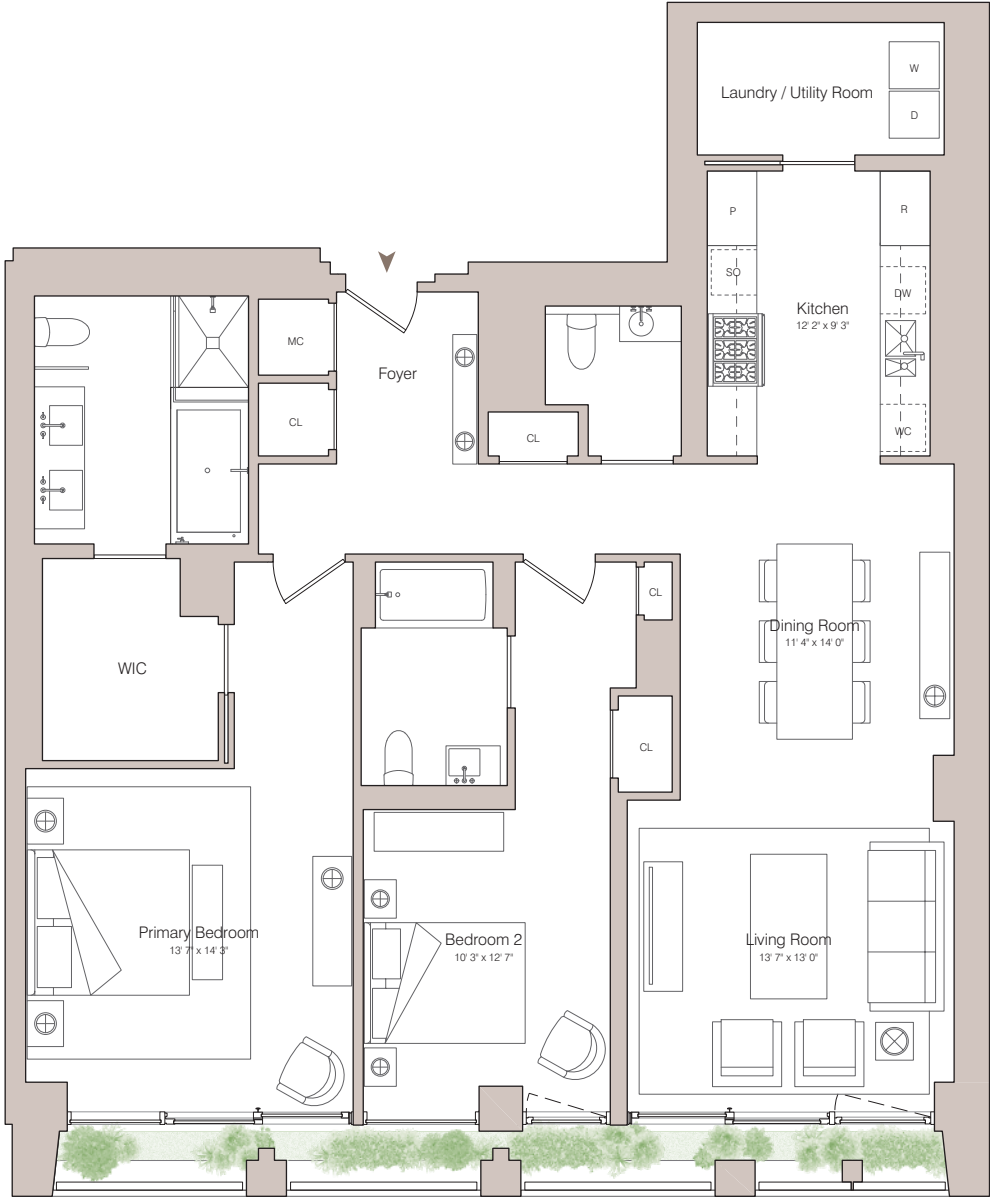 W
Laundry / Utility Room
D
P
R
SO
DW
Kitchen
12' 2" x 9' 3"
MC
Foyer
CL
CL
WC
CL
Dining Room
11' 4" x 14' 0"
WIC
CL
Primary Bedroom
13' 7" x 14' 3"
Bedroom 2
10' 3" x 12' 7"
Living Room
13' 7" x 13' 0"